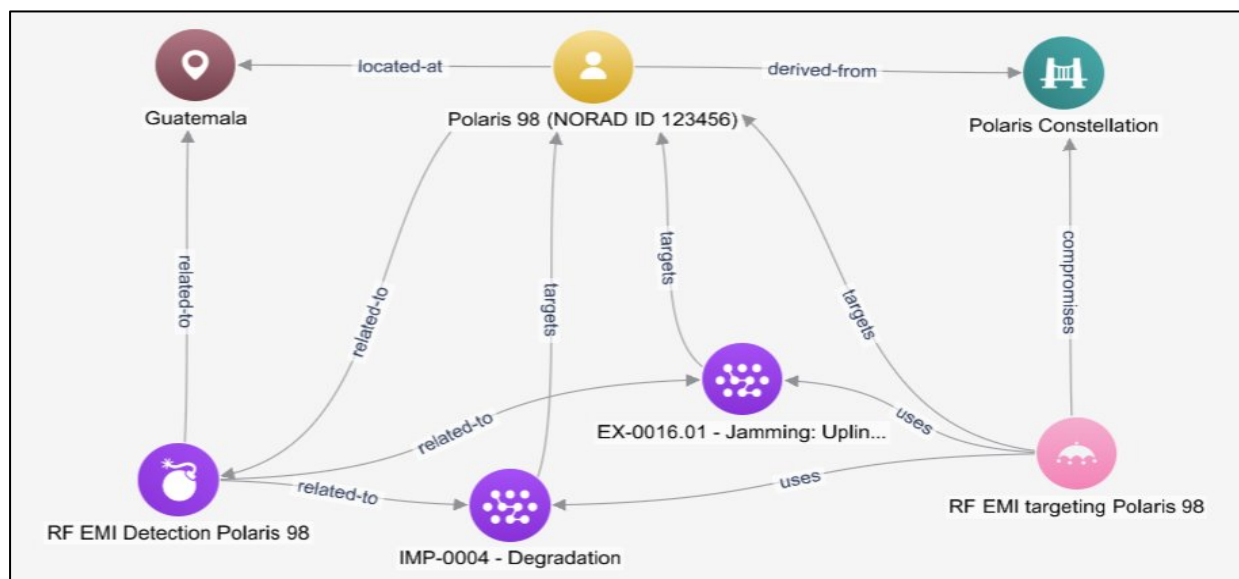 located-at
derived-from
Guatemala
Polaris 98 (NORAD ID 123456)
Polaris Constellation
related-to
related-to
targets
targets
targets
compromises
EX-0016.01 - Jamming: Uplin...
related-to
uses
related-to
uses
RF EMI Detection Polaris 98
IMP-0004 - Degradation
RF EMI targeting Polaris 98